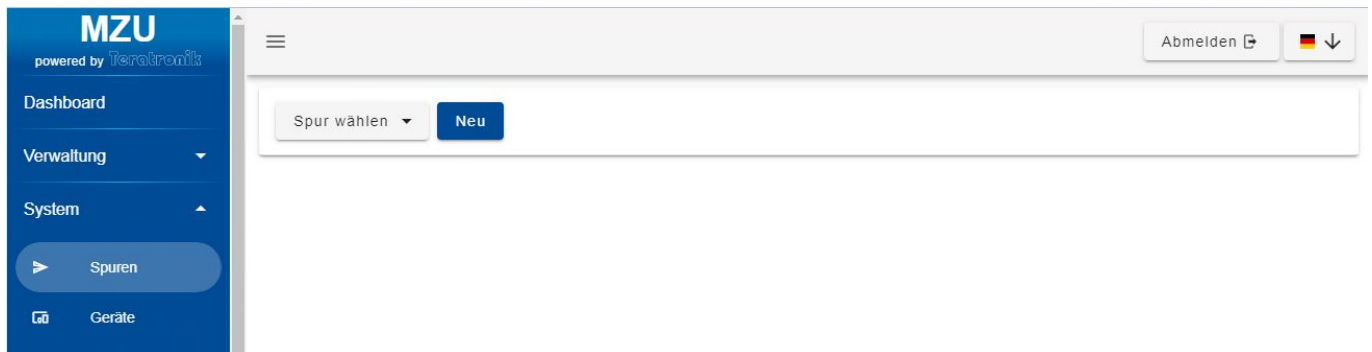 MZU
powered by Teratronik
Dashboard
Verwaltung
System
Spuren
Geräte
Abmelden
Spur wählen
Neu